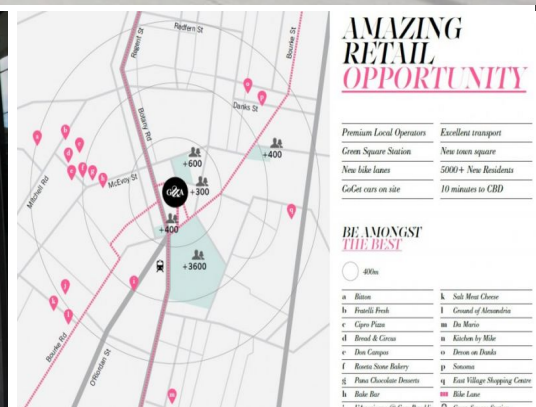 Redfern St
Regent St
Bourke St
Botany Rd
Danks St
McEvoy St
Mitchell Rd
Bourke Rd
O'Riordan St
+600
+400
+300
+400
+3600
G&A
AMAZING
RETAIL
OPPORTUNITY
Premium Local Operators
Excellent transport
Green Square Station
New town square
New bike lanes
5000+ New Residents
GoGet cars on site
10 minutes to CBD
BE AMONGST
THE BEST
400m
a Bitton
k Salt Meat Cheese
b Fratelli Fresh
l Ground of Alexandria
c Cipro Pizza
m Da Mario
d Bread & Circus
n Kitchen by Mike
e Don Campos
o Devon on Danks
f Rosetta Stone Bakery
p Sonoma
g Pana Chocolate Desserts
q East Village Shopping Centre
h Bake Bar
Bike Lane